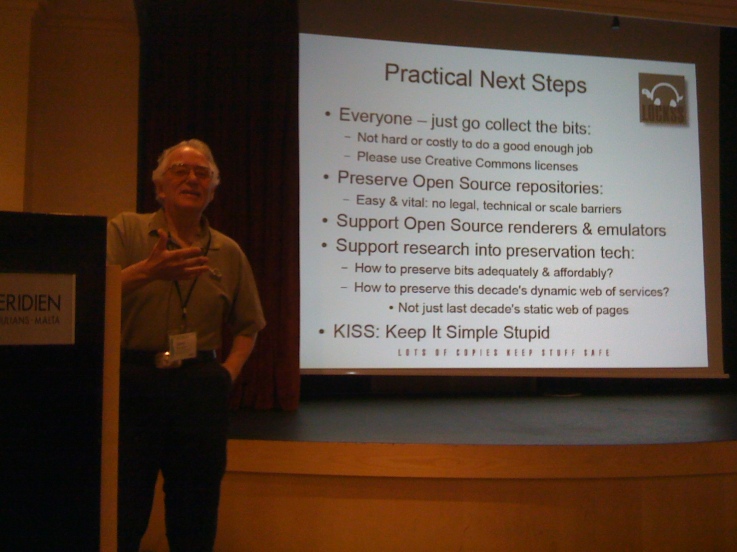 Practical Next Steps
LOCKSS
• Everyone – just go collect the bits:
– Not hard or costly to do a good enough job
– Please use Creative Commons licenses
• Preserve Open Source repositories:
– Easy & vital: no legal, technical or scale barriers
• Support Open Source renderers & emulators
• Support research into preservation tech:
– How to preserve bits adequately & affordably?
– How to preserve this decade's dynamic web of services?
• Not just last decade's static web of pages
• KISS: Keep It Simple Stupid
LOTS OF COPIES KEEP STUFF SAFE
ERIDIEN
ULIANS-MALTA